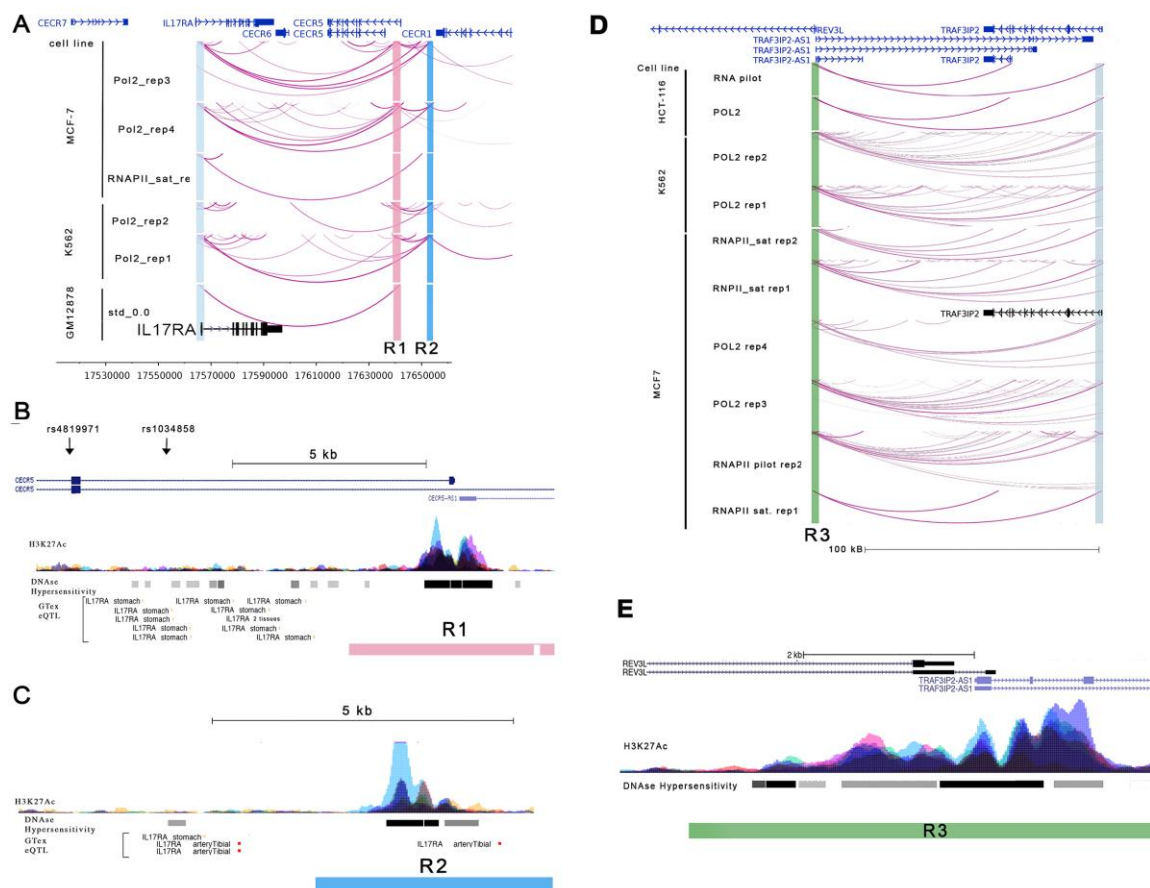 A
CECR7 IL17RA CECR5
CECR6 CECR5 CECR1
cell line
MCF-7
Pol2_rep3
Pol2_rep4
RNAPII_sat_re
K562
Pol2_rep2
Pol2_rep1
GM12878
std_0.0
IL17RA
R1 R2
17530000 17550000 17570000 17590000 17610000 17630000 17650000
B
rs4819971 rs1034858
5 kb
CECR5
CECR5
CECR5-AS1
H3K27Ac
DNAse
Hypersensitivity
GTex
eQTL
IL17RA stomach IL17RA stomach IL17RA stomach
IL17RA stomach IL17RA stomach
IL17RA stomach IL17RA 2 tissues
IL17RA stomach IL17RA stomach
IL17RA stomach IL17RA stomach
R1
C
5 kb
H3K27Ac
DNAse
Hypersensitivity
GTex
eQTL
IL17RA stomach
IL17RA arteryTibial IL17RA arteryTibial
IL17RA arteryTibial
R2
D
REV3L TRAF3IP2
TRAF3IP2-AS1
TRAF3IP2-AS1
TRAF3IP2-AS1 TRAF3IP2
Cell line
HCT-116
RNA pilot
POL2
K562
POL2 rep2
POL2 rep1
MCF7
RNAPII_sat rep2
RNPII_sat rep1
TRAF3IP2
POL2 rep4
POL2 rep3
RNAPII pilot rep2
RNAPII sat. rep1
R3
100 kB
E
2 kb
REV3L
REV3L
TRAF3IP2-AS1
TRAF3IP2-AS1
H3K27Ac
DNAse Hypersensitivity
R3